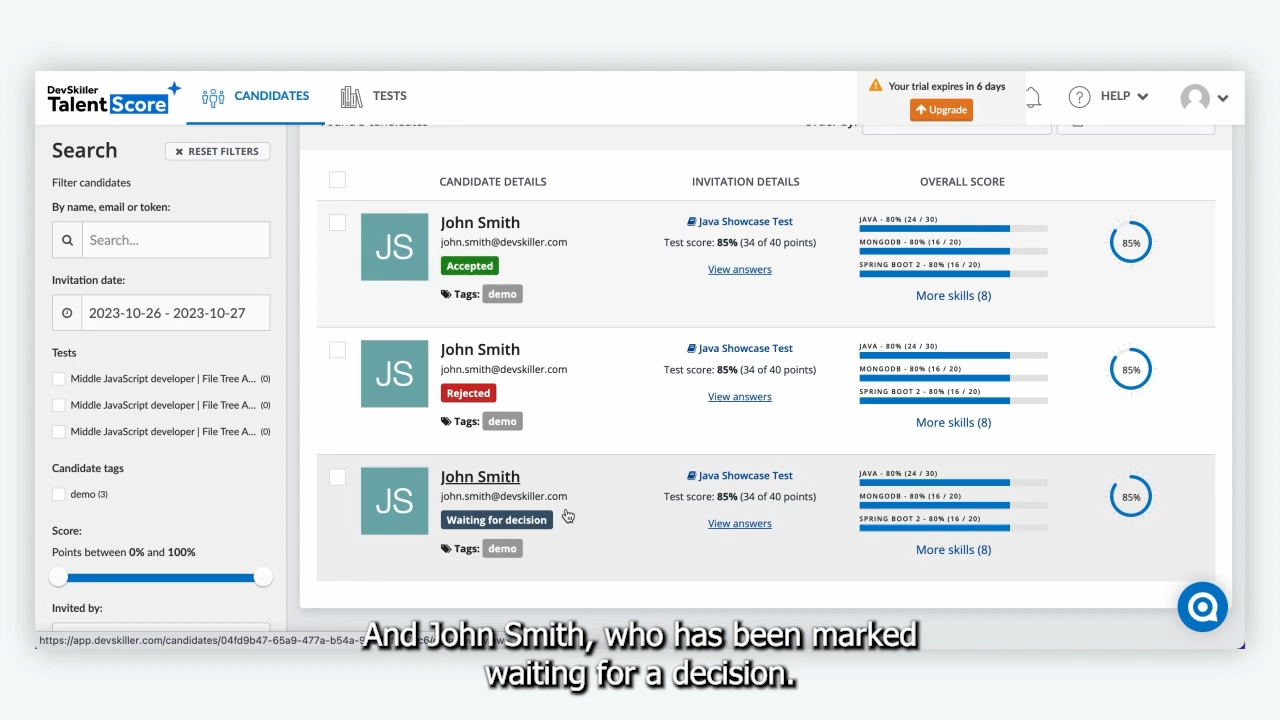 DevSkiller
TalentScore
CANDIDATES
TESTS
Your trial expires in 6 days
Upgrade
HELP
Search
RESET FILTERS
Filter candidates
By name, email or token:
Search...
Invitation date:
2023-10-26 - 2023-10-27
Tests
Middle JavaScript developer | File Tree A... (0)
Middle JavaScript developer | File Tree A... (0)
Middle JavaScript developer | File Tree A... (0)
Candidate tags
demo (3)
Score:
Points between 0% and 100%
Invited by:
CANDIDATE DETAILS
INVITATION DETAILS
OVERALL SCORE
JS
John Smith
john.smith@devskiller.com
Accepted
Tags: demo
Java Showcase Test
Test score: 85% (34 of 40 points)
View answers
JAVA - 80% (24 / 30)
MONGODB - 80% (16 / 20)
SPRING BOOT 2 - 80% (16 / 20)
More skills (8)
85%
JS
John Smith
john.smith@devskiller.com
Rejected
Tags: demo
Java Showcase Test
Test score: 85% (34 of 40 points)
View answers
JAVA - 80% (24 / 30)
MONGODB - 80% (16 / 20)
SPRING BOOT 2 - 80% (16 / 20)
More skills (8)
85%
JS
John Smith
john.smith@devskiller.com
Waiting for decision
Tags: demo
Java Showcase Test
Test score: 85% (34 of 40 points)
View answers
JAVA - 80% (24 / 30)
MONGODB - 80% (16 / 20)
SPRING BOOT 2 - 80% (16 / 20)
More skills (8)
85%
And John Smith, who has been marked
waiting for a decision.